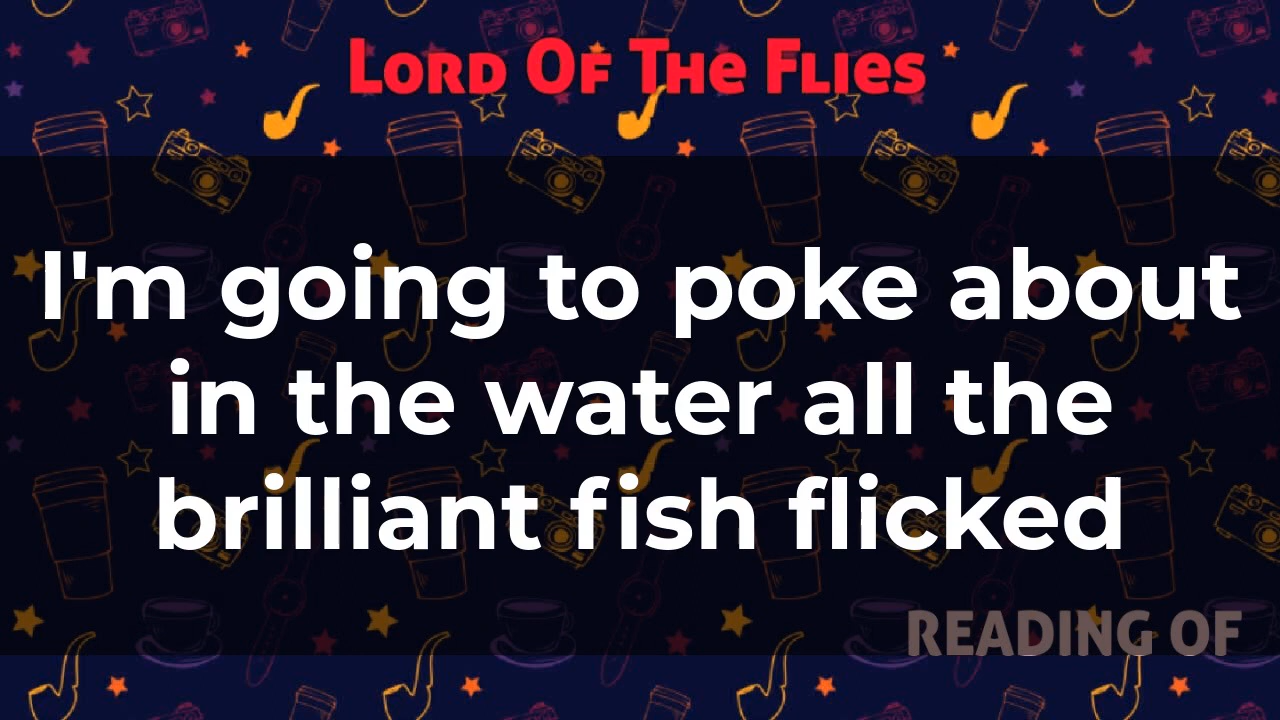 Lord Of The Flies
I'm going to poke about
in the water all the
brilliant fish flicked
READING OF